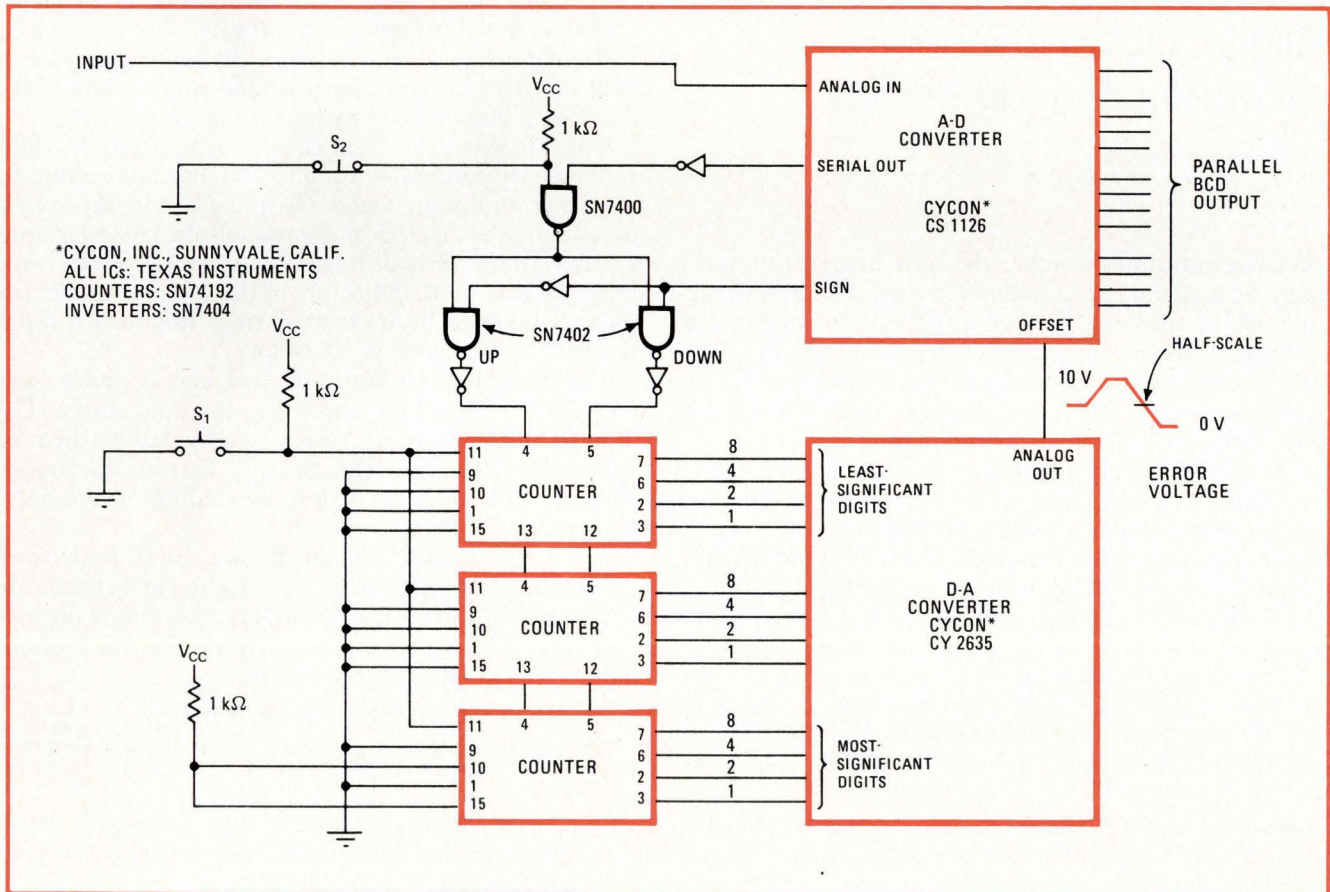 INPUT
V_CC
1 kΩ
S₂
SN7400
ANALOG IN
A-D
CONVERTER
SERIAL OUT
CYCON*
CS 1126
SIGN
OFFSET
PARALLEL
BCD
OUTPUT
*CYCON, INC., SUNNYVALE, CALIF.
ALL ICs: TEXAS INSTRUMENTS
COUNTERS: SN74192
INVERTERS: SN7404
SN7402
UP
DOWN
HALF-SCALE
10 V
0 V
ERROR
VOLTAGE
V_CC
1 kΩ
S₁
11
9
10
1
15
4
5
COUNTER
13
12
7
6
2
3
8
4
2
1
LEAST-
SIGNIFICANT
DIGITS
ANALOG
OUT
D-A
CONVERTER
CYCON*
CY 2635
11
9
10
1
15
4
5
COUNTER
13
12
7
6
2
3
8
4
2
1
V_CC
1 kΩ
11
9
10
1
15
4
5
COUNTER
7
6
2
3
8
4
2
1
MOST-
SIGNIFICANT
DIGITS